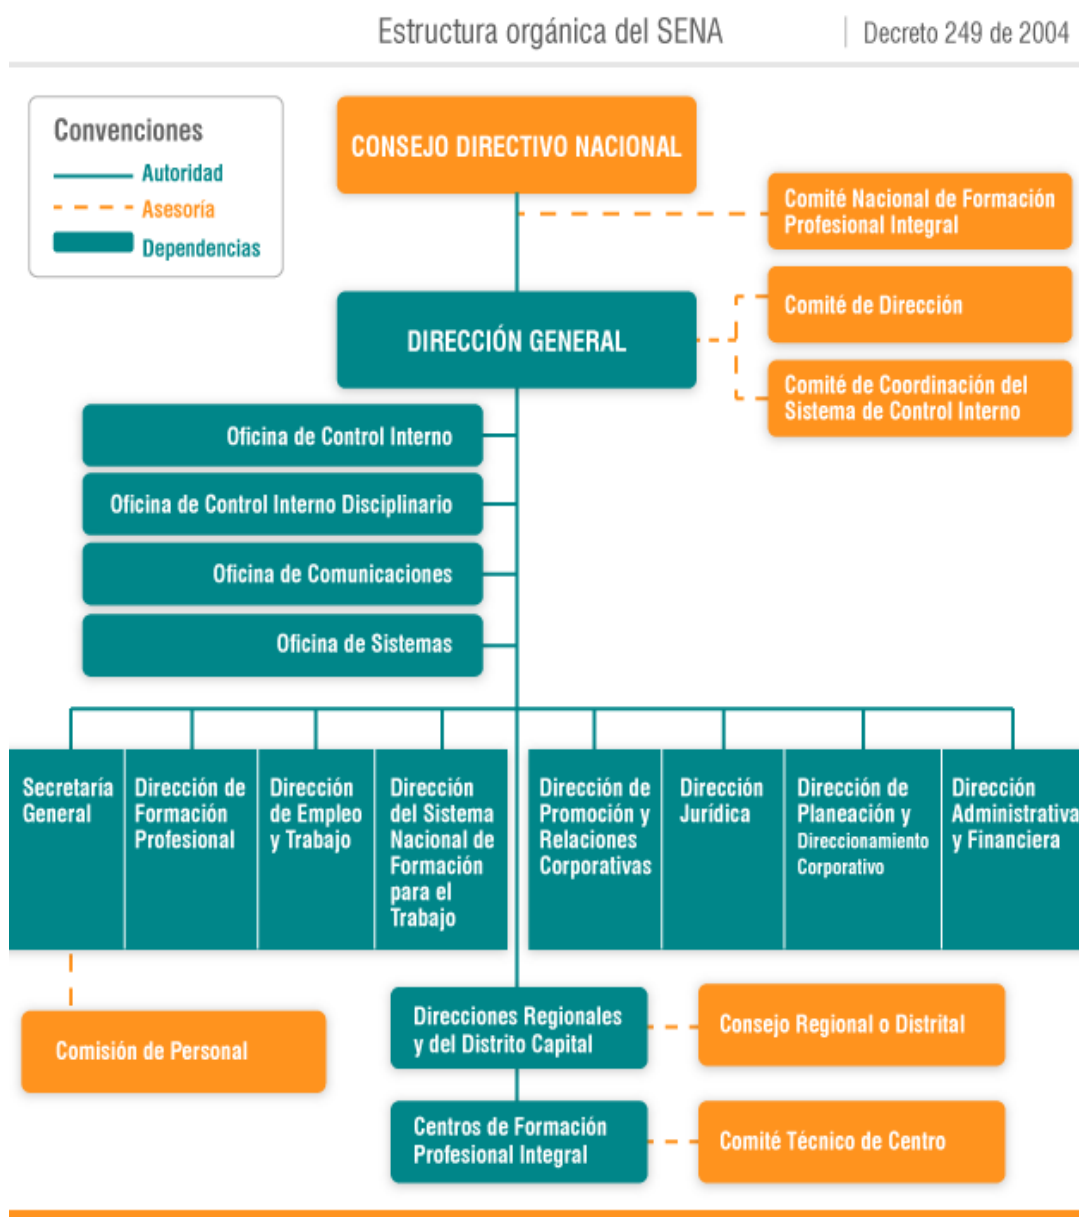 Estructura orgánica del SENA
Decreto 249 de 2004
Convenciones
Autoridad
Asesoría
Dependencias
CONSEJO DIRECTIVO NACIONAL
Comité Nacional de Formación
Profesional Integral
DIRECCIÓN GENERAL
Comité de Dirección
Comité de Coordinación del
Sistema de Control Interno
Oficina de Control Interno
Oficina de Control Interno Disciplinario
Oficina de Comunicaciones
Oficina de Sistemas
Secretaría
General
Dirección de
Formación
Profesional
Dirección
de Empleo
y Trabajo
Dirección
del Sistema
Nacional de
Formación
para el
Trabajo
Dirección de
Promoción y
Relaciones
Corporativas
Dirección
Jurídica
Dirección de
Planeación y
Direccionamiento
Corporativo
Dirección
Administrativa
y Financiera
Comisión de Personal
Direcciones Regionales
y del Distrito Capital
Consejo Regional o Distrital
Centros de Formación
Profesional Integral
Comité Técnico de Centro